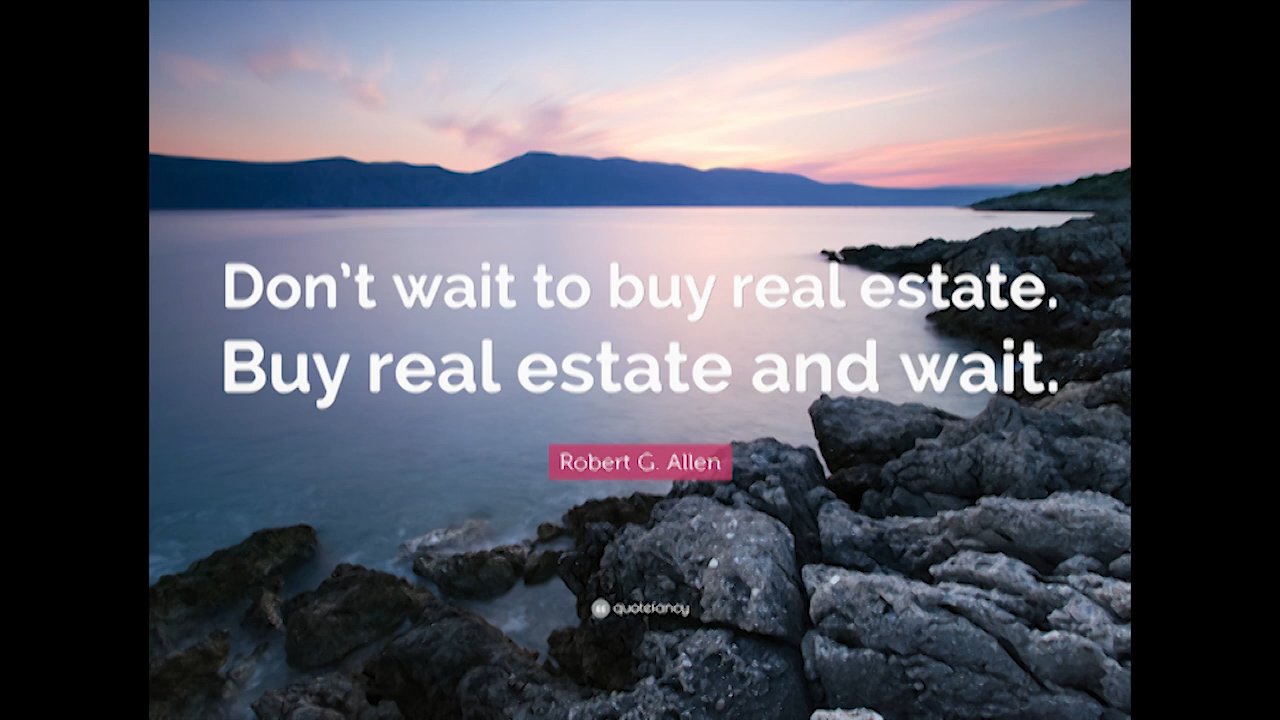 Don’t wait to buy real estate.
Buy real estate and wait.
Robert G. Allen
quotefancy